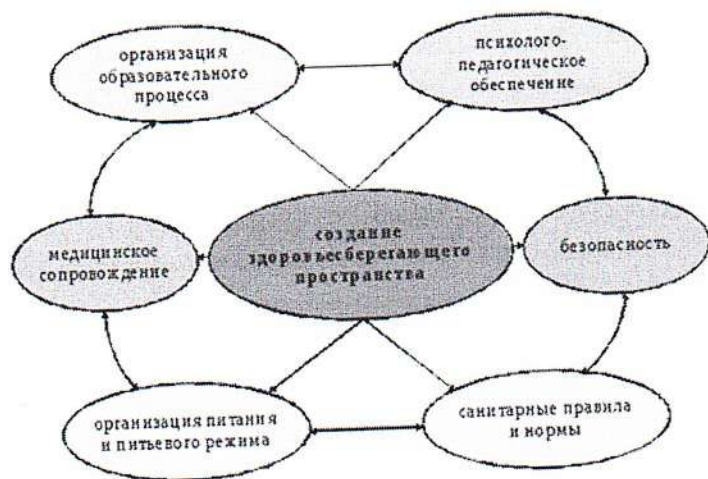 организация
образовательного
процесса
психолого-
педагогическое
обеспечение
медицинское
сопровождение
создание
здоровьесберегающего
пространства
безопасность
организация питания
и питьевого режима
санитарные правила
и нормы